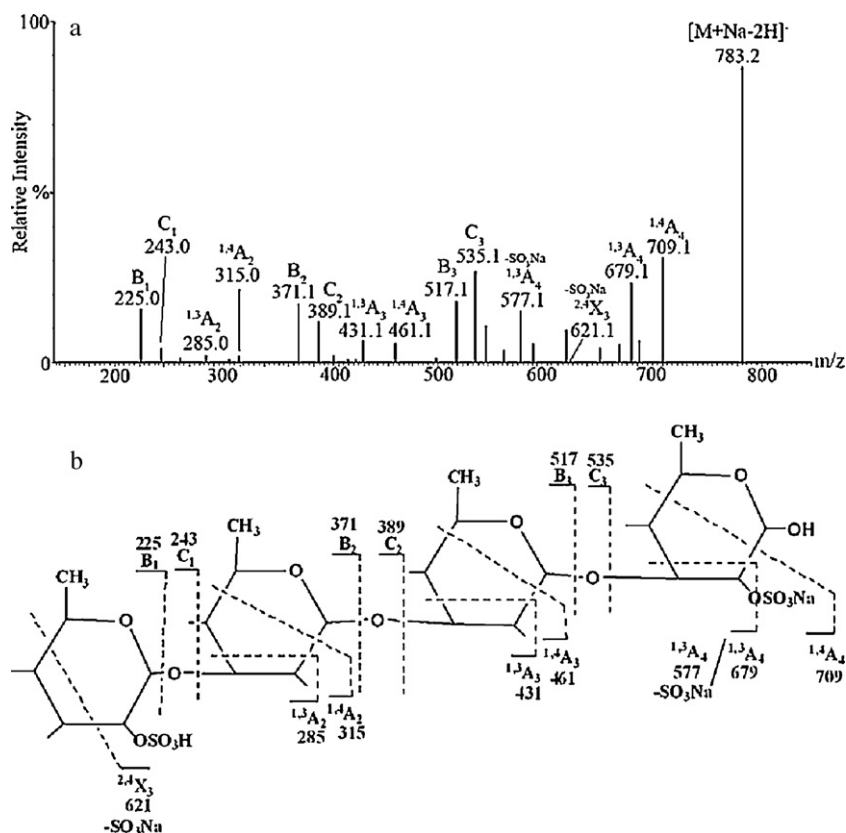 a
100
%
0
Relative Intensity
[M+Na-2H]-
783.2
B1
225.0
C1
243.0
1,3A2
285.0
1,4A2
315.0
B2
371.1
C2
389.1
1,3A3
431.1
1,4A3
461.1
B3
517.1
C3
535.1
-SO3Na
1,3A4
577.1
-SO3Na
2,4X3
621.1
1,3A4
679.1
1,4A4
709.1
200 300 400 500 600 700 800 m/z
b
CH3
O
OH
OSO3Na
517 535
B3 C3
CH3
O
O
371 389
B2 C2
CH3
O
O
225 243
B1 C1
CH3
O
O
OSO3H
1,3A2
285
1,4A2
315
1,3A3
431
1,4A3
461
1,3A4
577
-SO3Na
1,3A4
679
1,4A4
709
2,4X3
621
-SO3Na